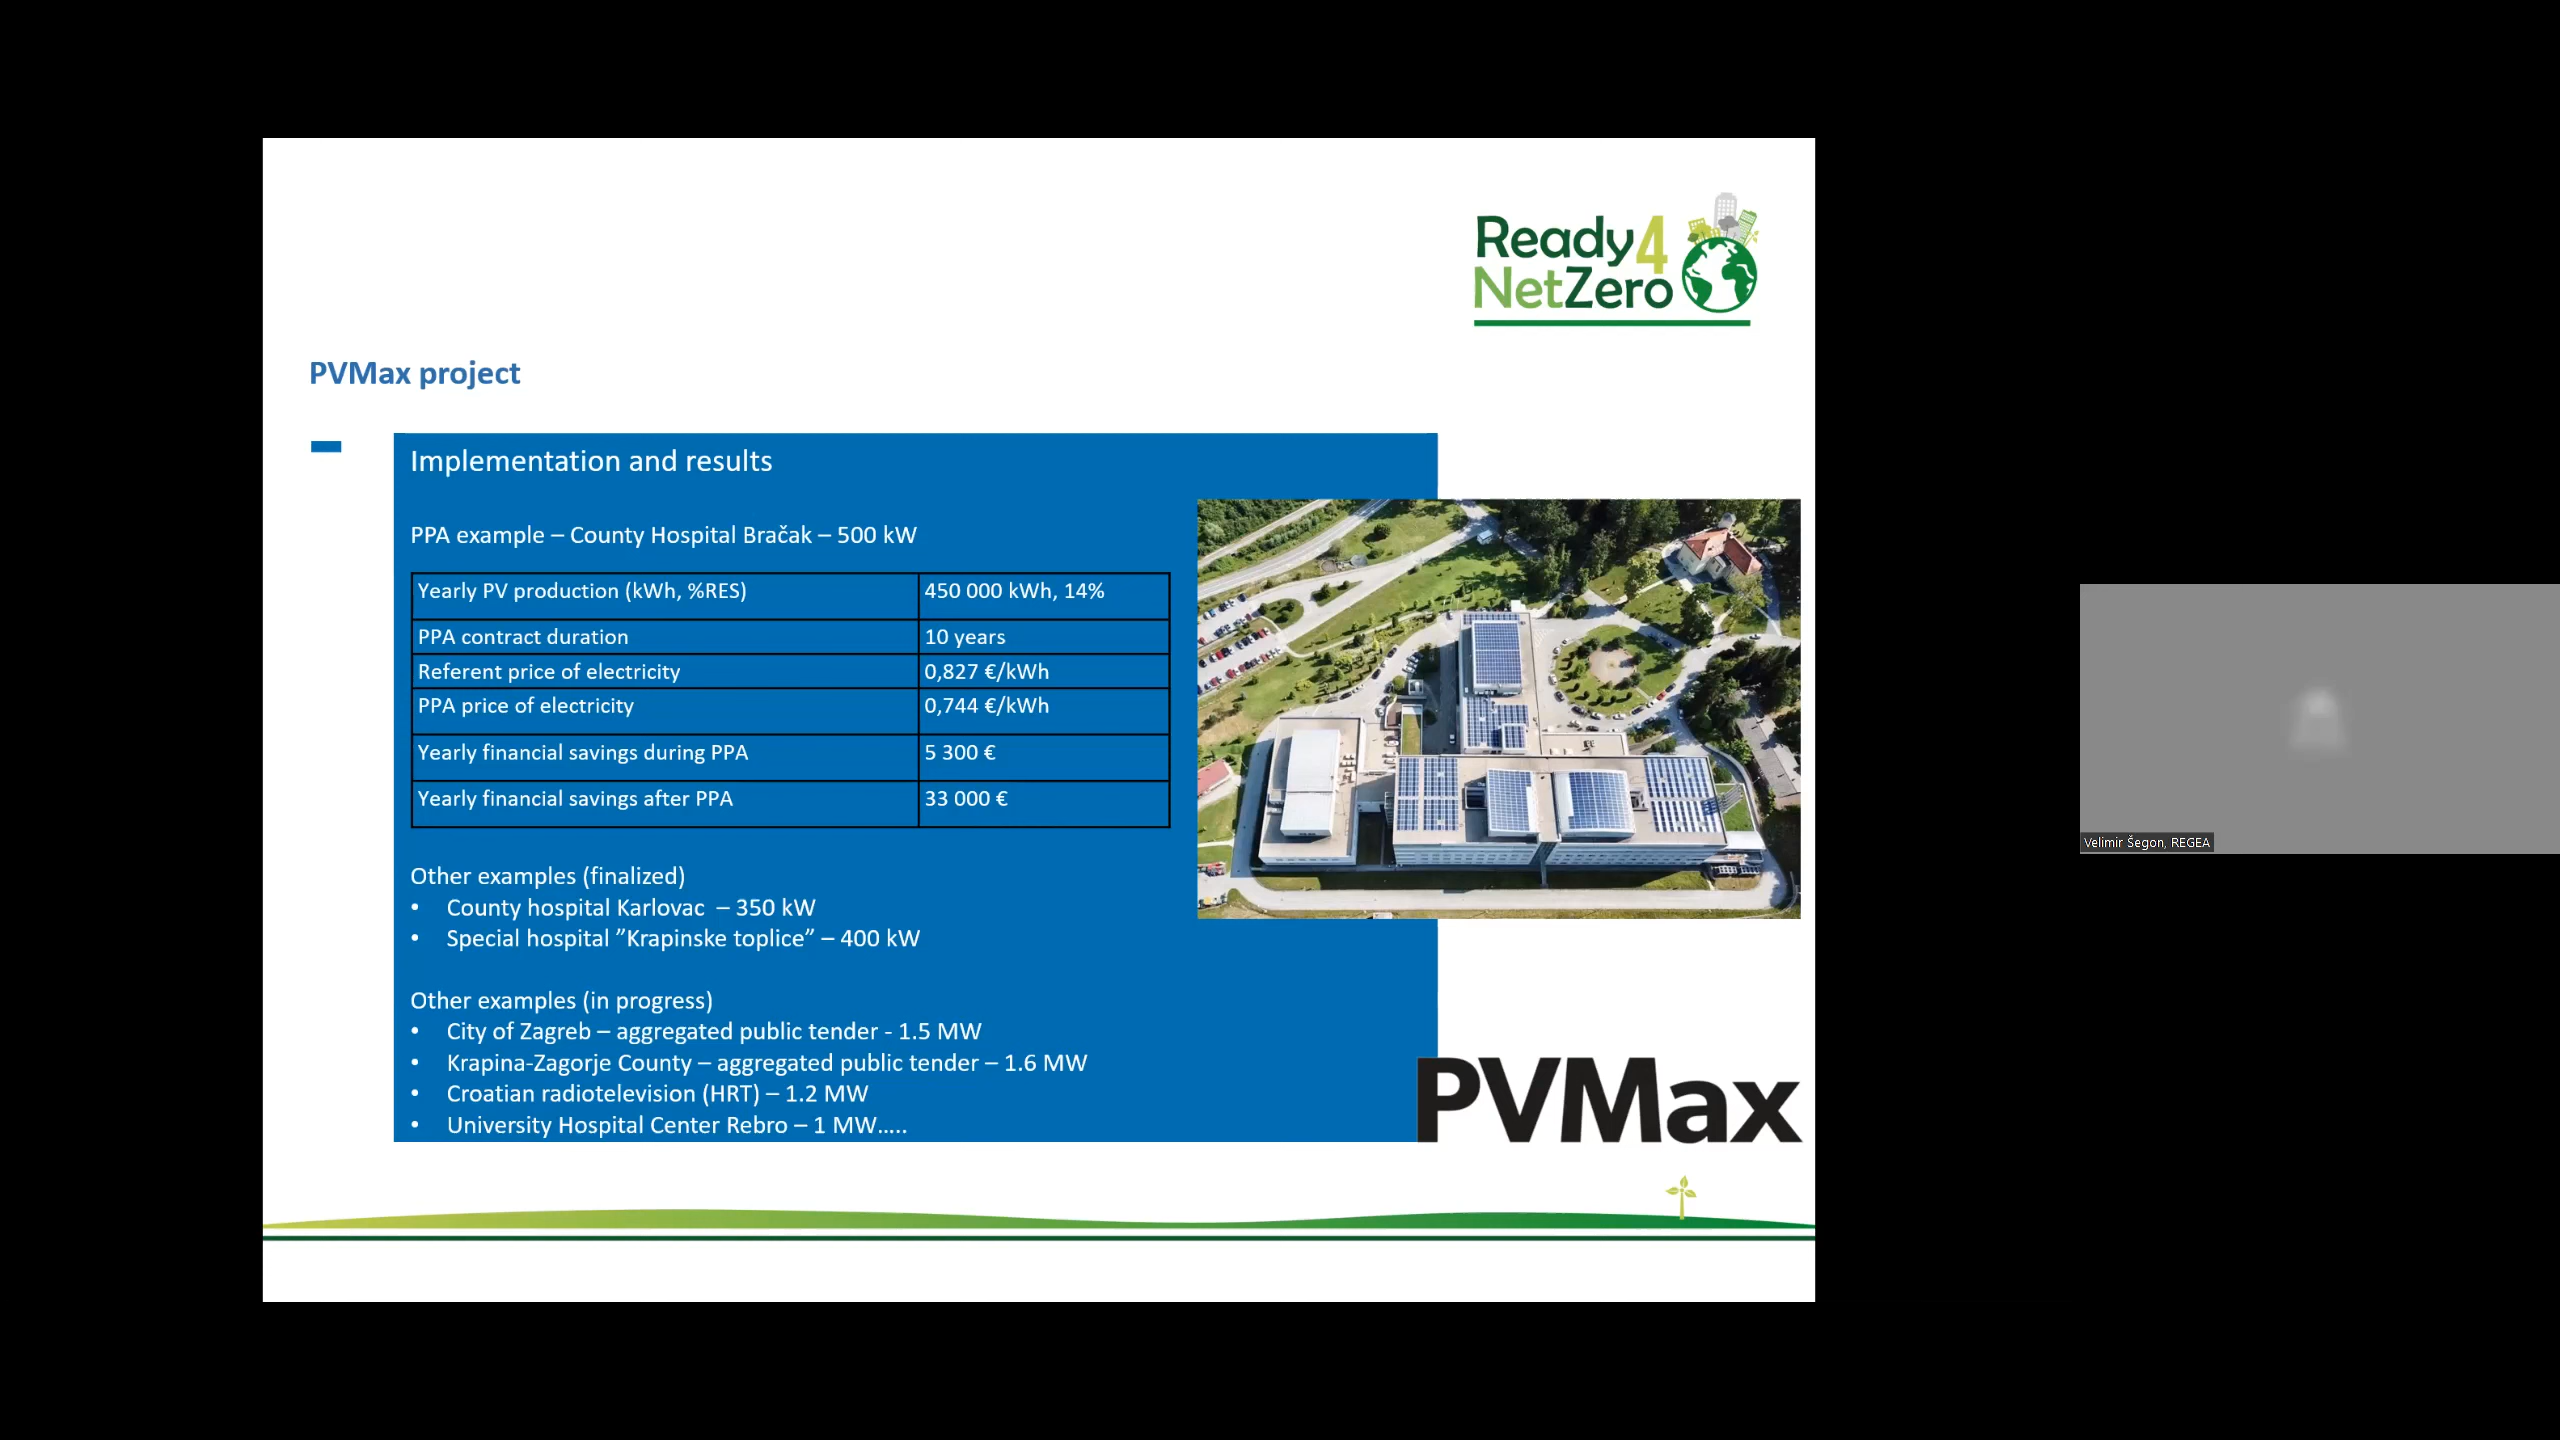 Ready4
NetZero
PVMax project
Implementation and results
PPA example – County Hospital Bračak – 500 kW
Yearly PV production (kWh, %RES) 450 000 kWh, 14%
PPA contract duration 10 years
Referent price of electricity 0,827 €/kWh
PPA price of electricity 0,744 €/kWh
Yearly financial savings during PPA 5 300 €
Yearly financial savings after PPA 33 000 €
Other examples (finalized)
• County hospital Karlovac – 350 kW
• Special hospital ”Krapinske toplice” – 400 kW
Other examples (in progress)
• City of Zagreb – aggregated public tender - 1.5 MW
• Krapina-Zagorje County – aggregated public tender – 1.6 MW
• Croatian radiotelevision (HRT) – 1.2 MW
• University Hospital Center Rebro – 1 MW…..
PVMax
Velimir Šegon, REGEA